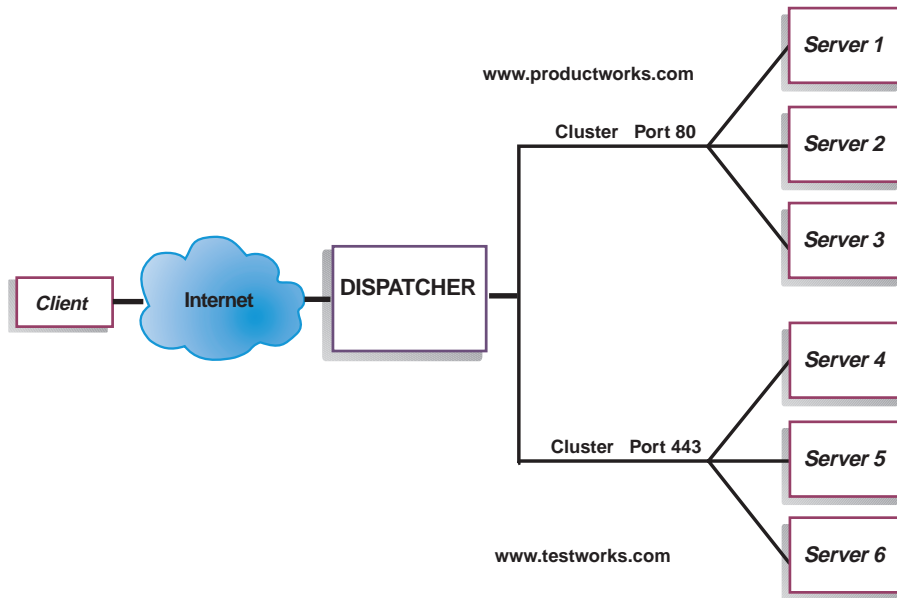 Server 1
www.productworks.com
Cluster Port 80
Server 2
Server 3
Client
Internet
DISPATCHER
Server 4
Cluster Port 443
Server 5
www.testworks.com
Server 6